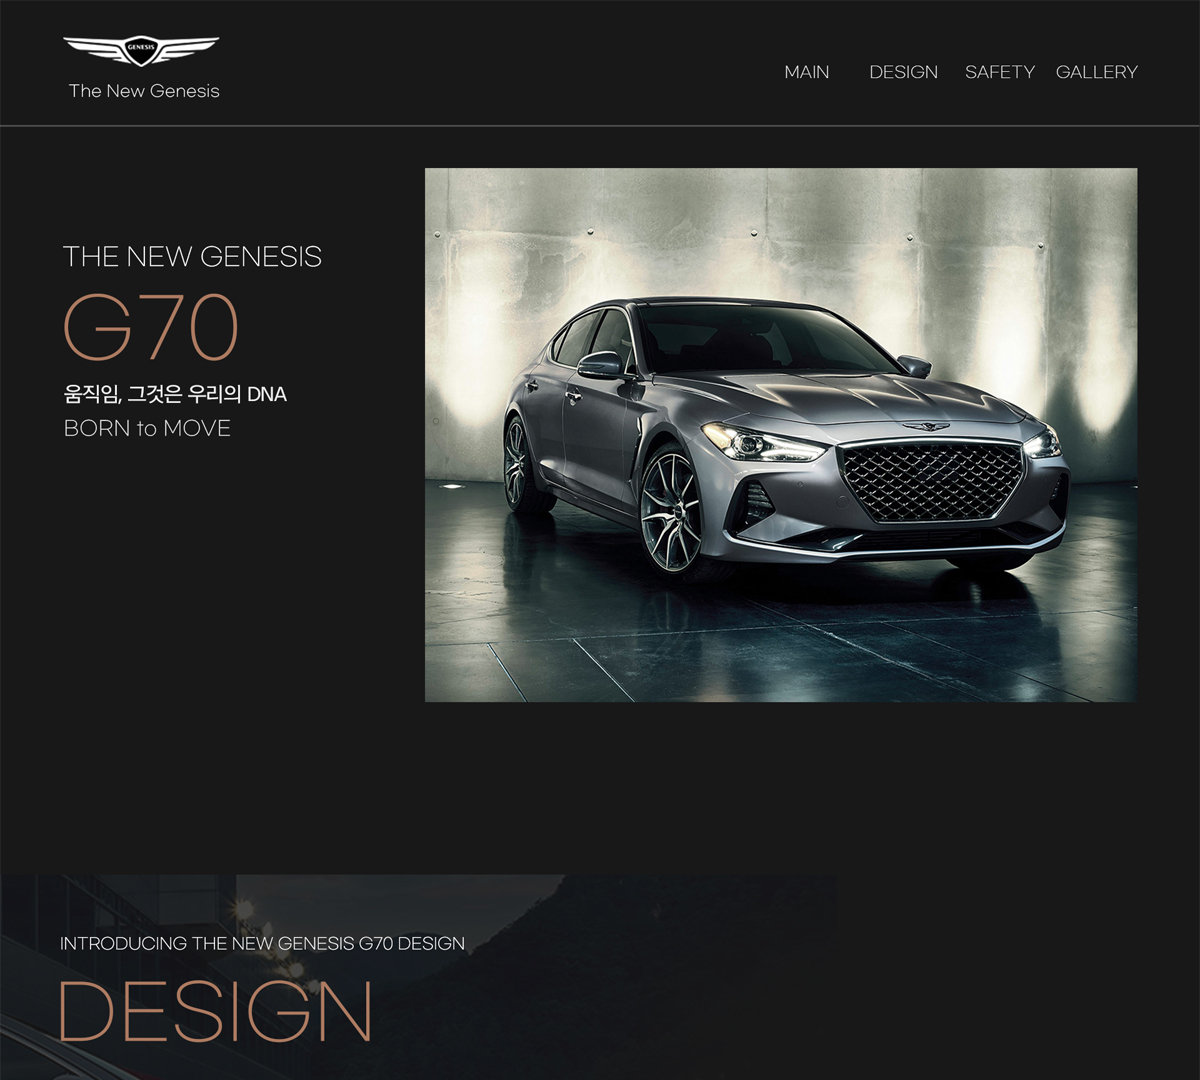 GENESIS
The New Genesis
MAIN DESIGN SAFETY GALLERY
THE NEW GENESIS
G70
움직임, 그것은 우리의 DNA
BORN to MOVE
INTRODUCING THE NEW GENESIS G70 DESIGN
DESIGN